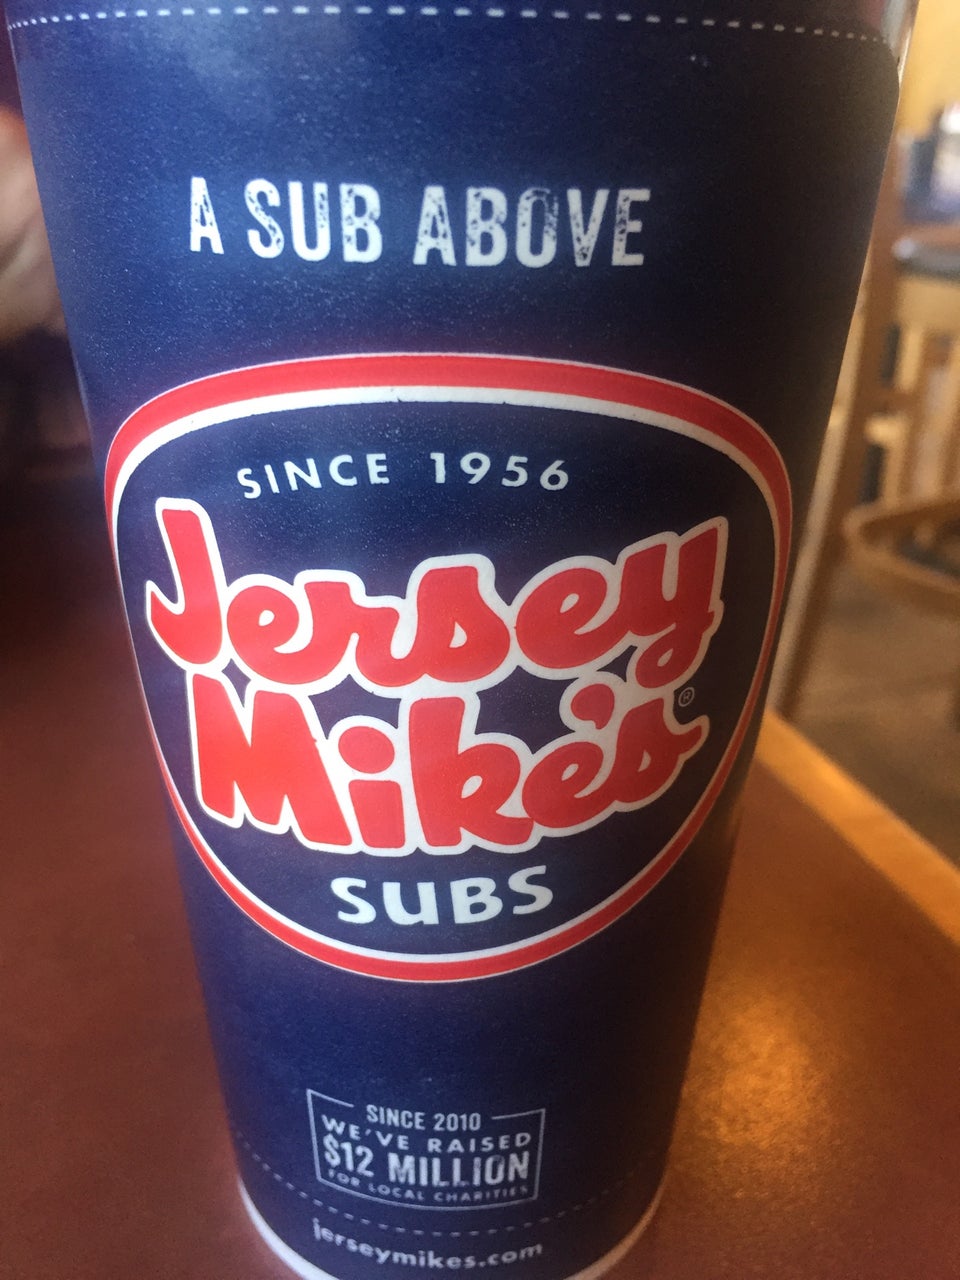 A SUB ABOVE
SINCE 1956
Jersey
Mike's ®
SUBS
SINCE 2010
WE'VE RAISED
$12 MILLION
FOR LOCAL CHARITIES
jerseymikes.com